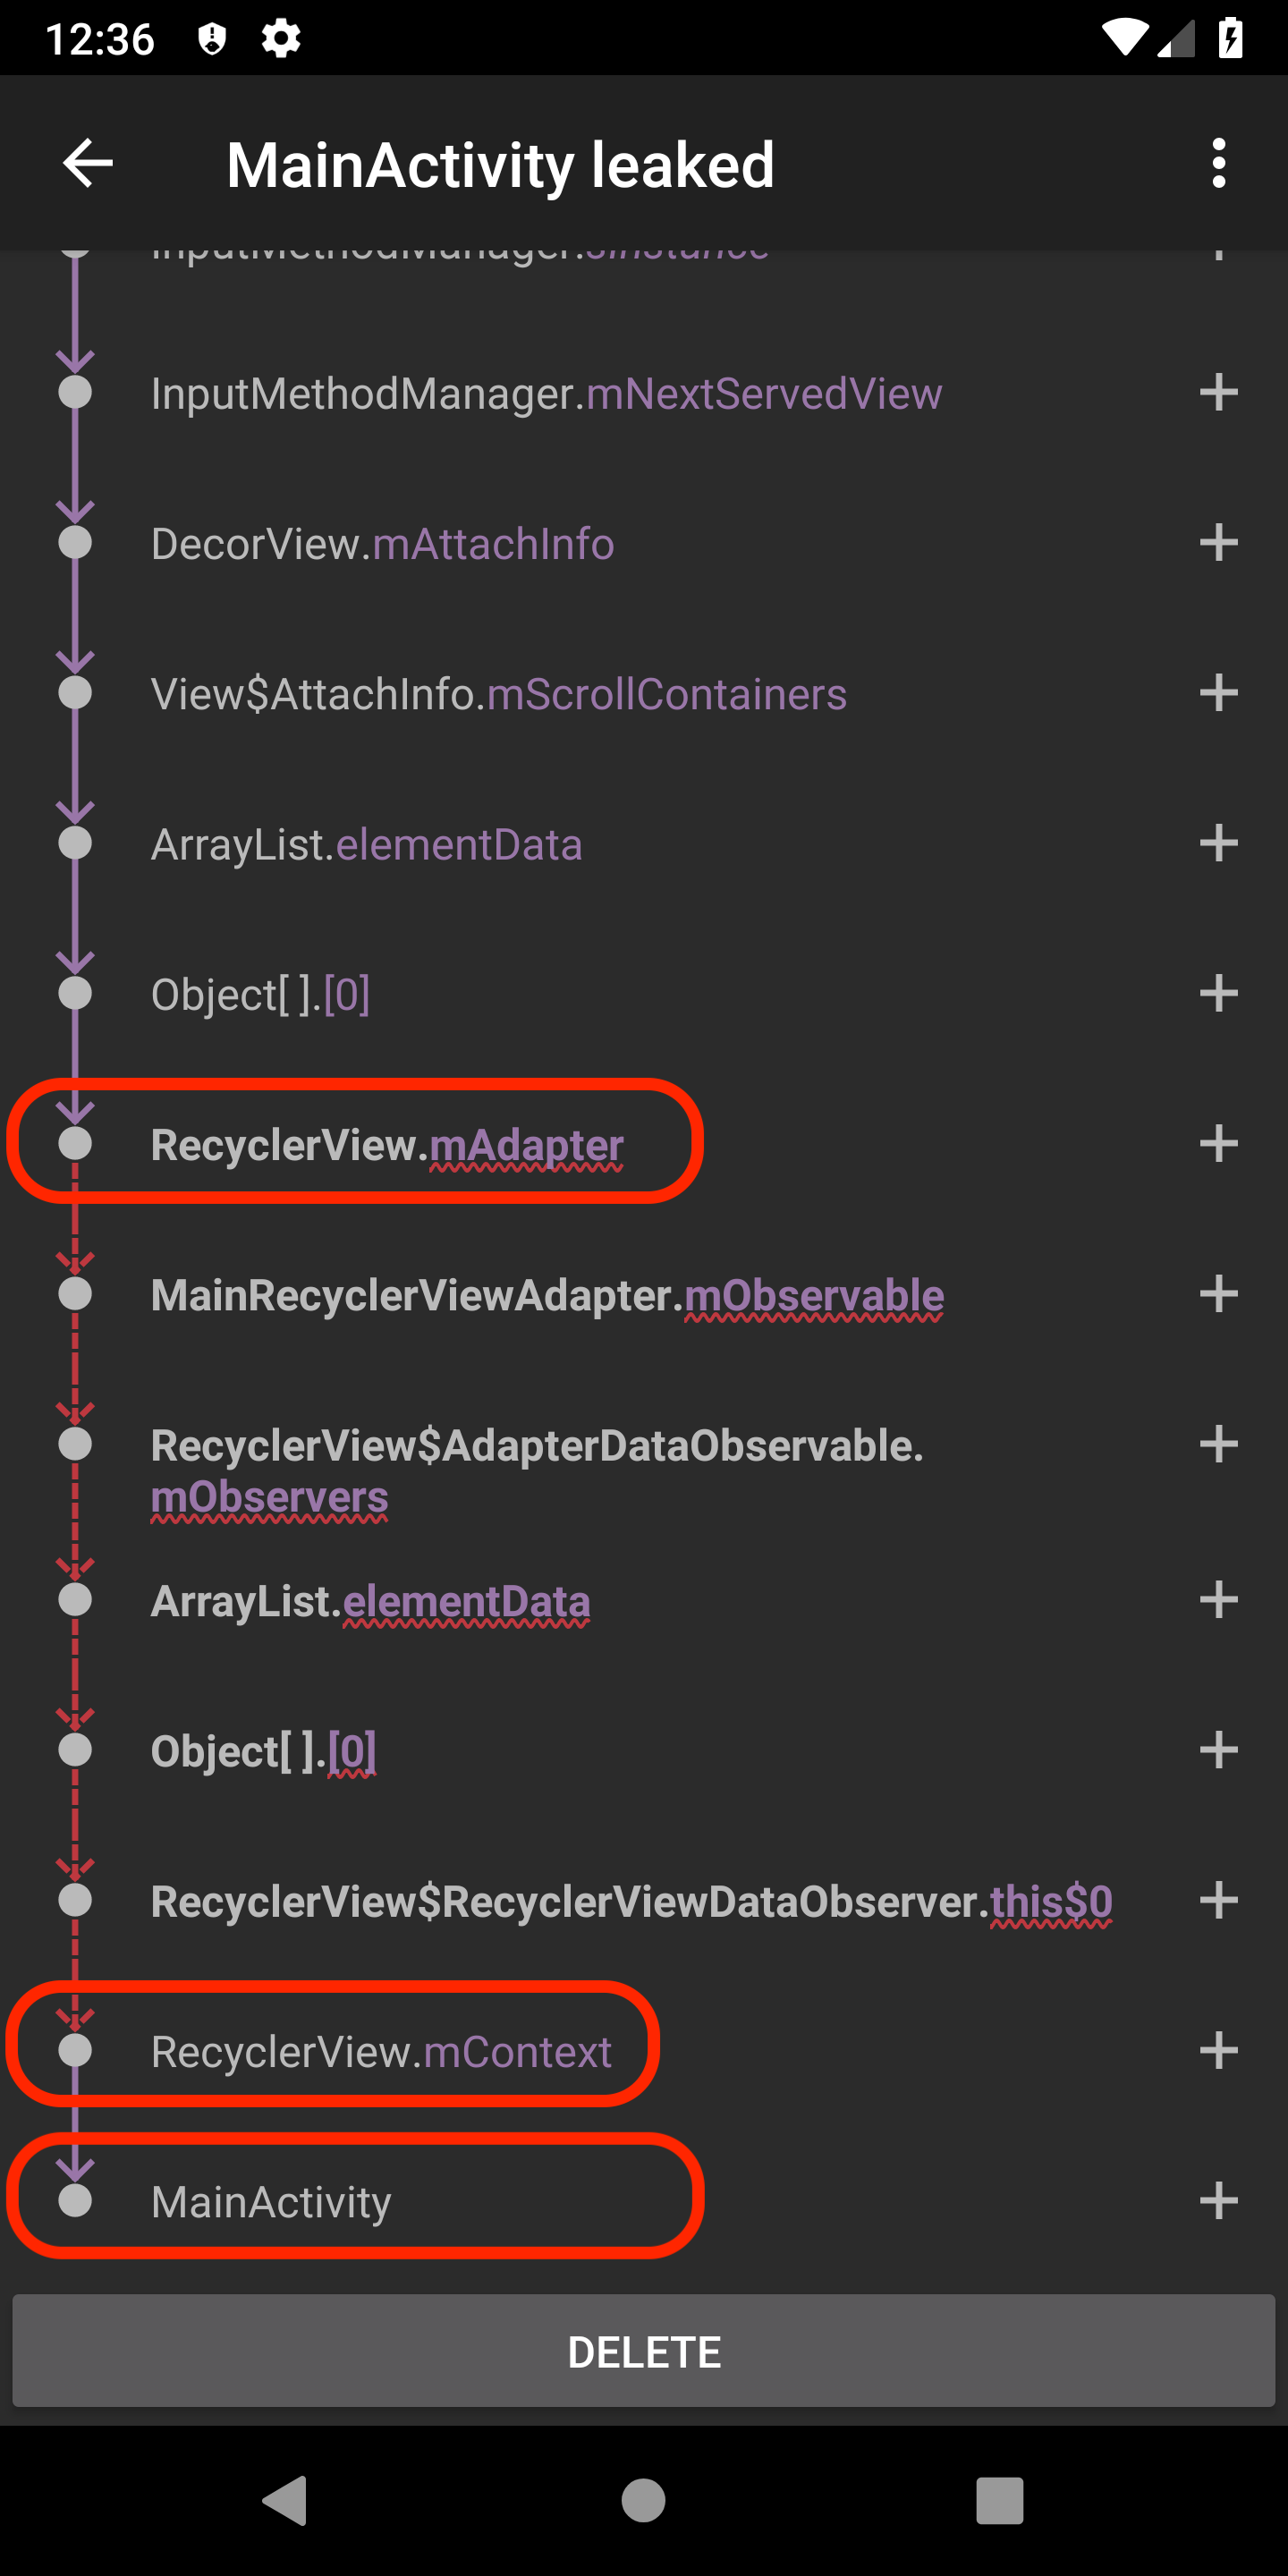 12:36
MainActivity leaked
InputMethodManager.sInstance
InputMethodManager.mNextServedView
DecorView.mAttachInfo
View$AttachInfo.mScrollContainers
ArrayList.elementData
Object[ ].[0]
RecyclerView.mAdapter
MainRecyclerViewAdapter.mObservable
RecyclerView$AdapterDataObservable.
mObservers
ArrayList.elementData
Object[ ].[0]
RecyclerView$RecyclerViewDataObserver.this$0
RecyclerView.mContext
MainActivity
DELETE